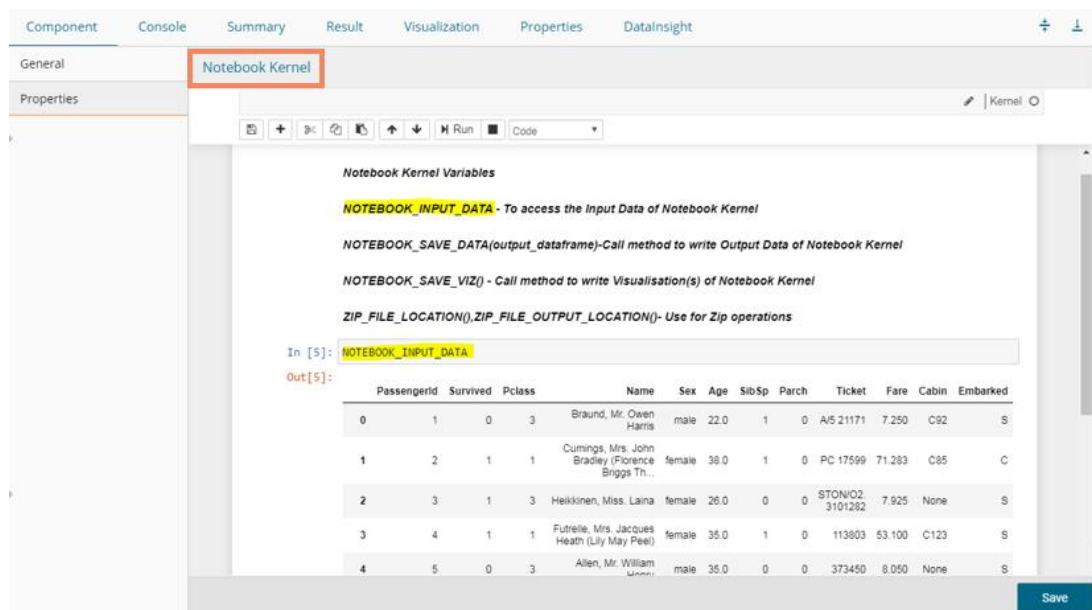 Component Console Summary Result Visualization Properties DataInsight
General
Properties
Notebook Kernel
Kernel
Run Code
Notebook Kernel Variables
NOTEBOOK_INPUT_DATA - To access the Input Data of Notebook Kernel
NOTEBOOK_SAVE_DATA(output_dataframe)-Call method to write Output Data of Notebook Kernel
NOTEBOOK_SAVE_VIZ() - Call method to write Visualisation(s) of Notebook Kernel
ZIP_FILE_LOCATION(),ZIP_FILE_OUTPUT_LOCATION()- Use for Zip operations
In [5]: NOTEBOOK_INPUT_DATA
Out[5]:
PassengerId Survived Pclass Name Sex Age SibSp Parch Ticket Fare Cabin Embarked
0 1 0 3 Braund, Mr. Owen Harris male 22.0 1 0 A/5 21171 7.250 C92 S
1 2 1 1 Cumings, Mrs. John Bradley (Florence Briggs Th... female 38.0 1 0 PC 17599 71.283 C85 C
2 3 1 3 Heikkinen, Miss. Laina female 26.0 0 0 STON/O2. 3101282 7.925 None S
3 4 1 1 Futrelle, Mrs. Jacques Heath (Lily May Peel) female 35.0 1 0 113803 53.100 C123 S
4 5 0 3 Allen, Mr. William Henry male 35.0 0 0 373450 8.050 None S
Save